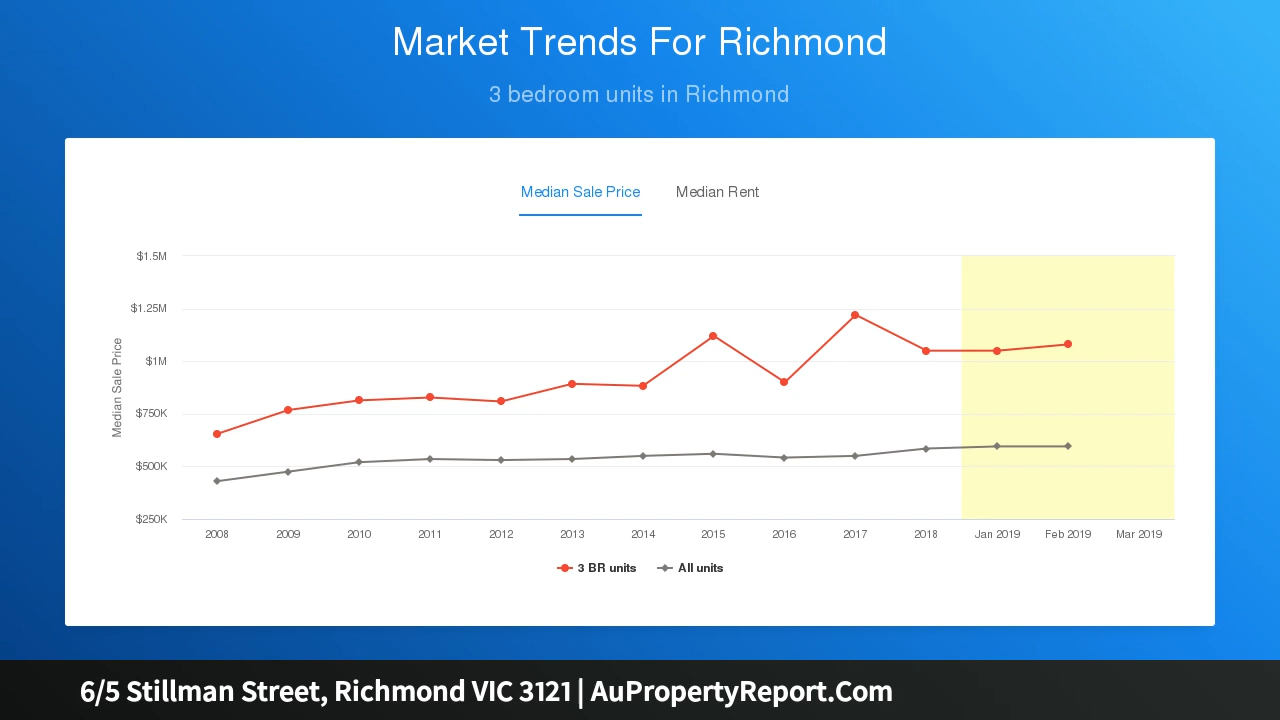 Market Trends For Richmond
3 bedroom units in Richmond
Median Sale Price Median Rent
$1.5M
$1.25M
$1M
$750K
$500K
$250K
Median Sale Price
2008 2009 2010 2011 2012 2013 2014 2015 2016 2017 2018 Jan 2019 Feb 2019 Mar 2019
3 BR units All units
6/5 Stillman Street, Richmond VIC 3121 | AuPropertyReport.Com